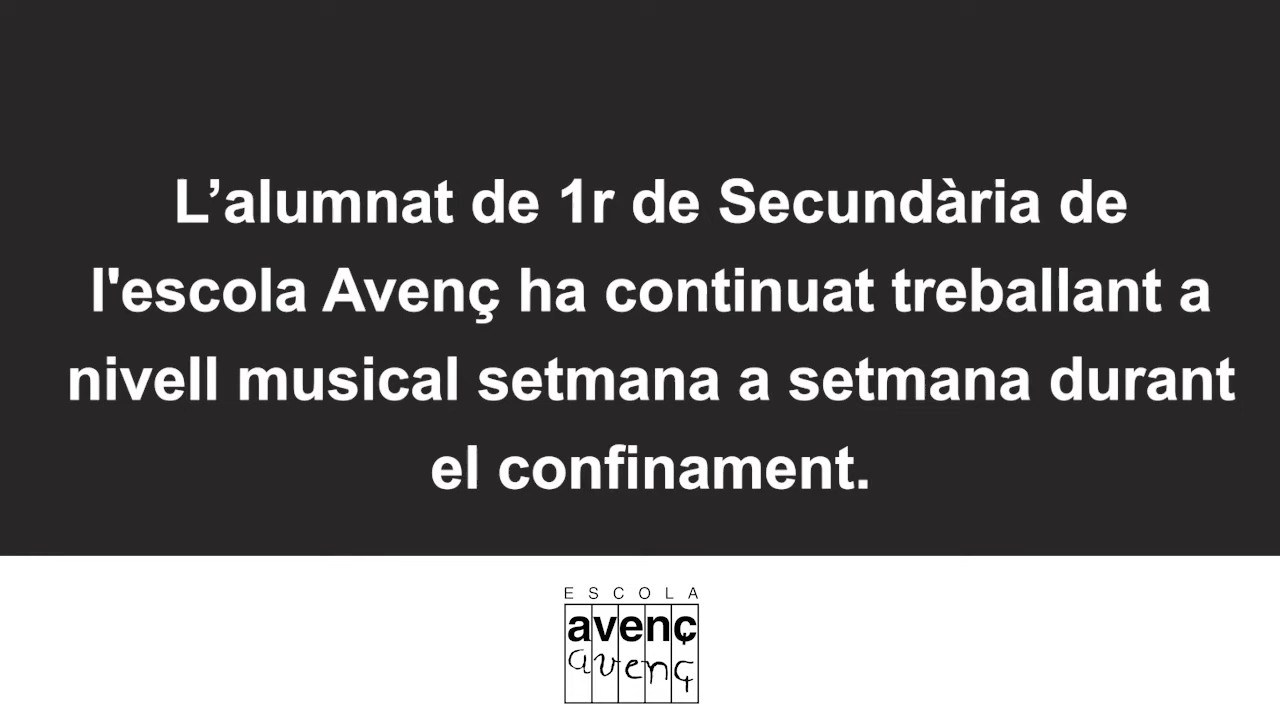 L’alumnat de 1r de Secundària de
l'escola Avenç ha continuat treballant a
nivell musical setmana a setmana durant
el confinament.
ESCOLA
avenç
avenç